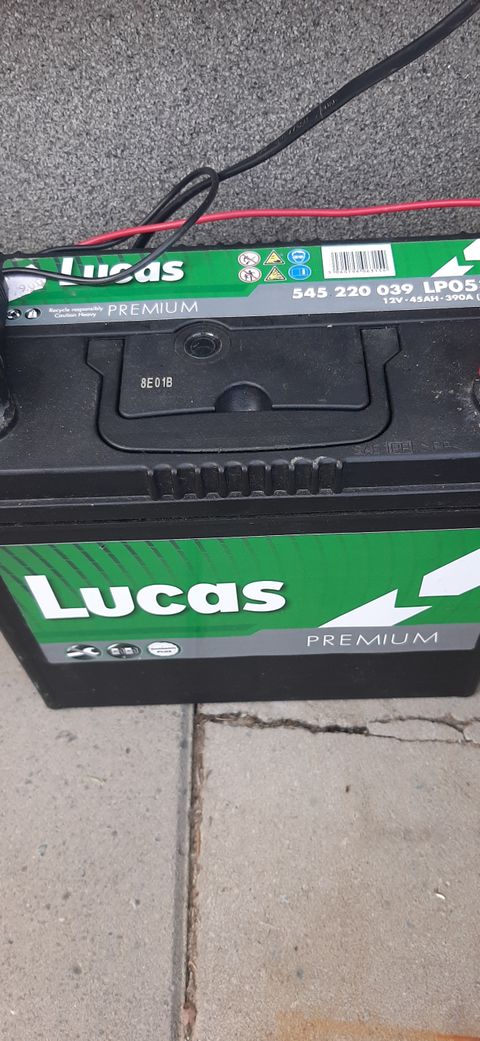 Lucas
545 220 039 LP05
12V - 45AH - 390A (
Recycle responsibly
Caution Heavy
PREMIUM
8E01B
Lucas
PREMIUM